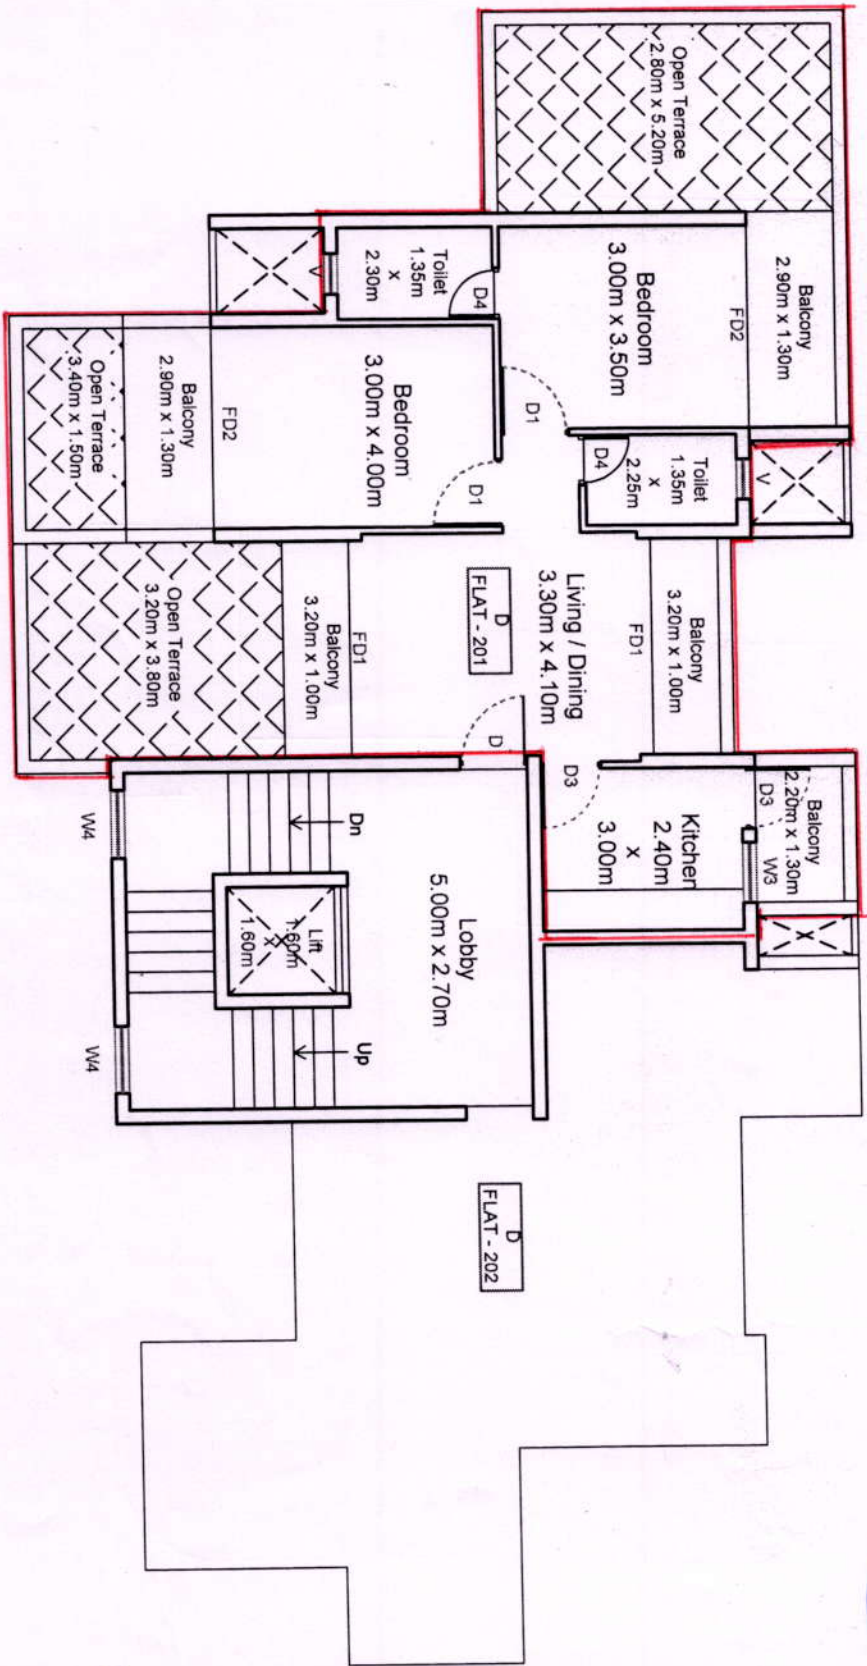 Open Terrace
2.80m x 5.20m
Balcony
2.90m x 1.30m
FD2
Bedroom
3.00m x 3.50m
D4
Toilet
1.35m
x
2.30m
V
D1
Bedroom
3.00m x 4.00m
FD2
Balcony
2.90m x 1.30m
Open Terrace
3.40m x 1.50m
V
Toilet
1.35m
x
2.25m
D4
D1
Balcony
3.20m x 1.00m
FD1
Living / Dining
3.30m x 4.10m
D
FLAT - 201
FD1
Balcony
3.20m x 1.00m
Open Terrace
3.20m x 3.80m
D
D3
Balcony
2.20m x 1.30m
D3
W3
Kitchen
2.40m
x
3.00m
Lobby
5.00m x 2.70m
Dn
Lift
1.60m
X
1.60m
Up
W4
W4
D
FLAT - 202